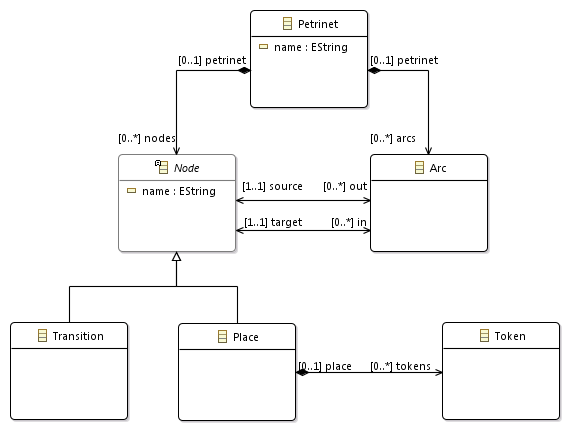 Petrinet
name : EString
[0..1] petrinet
[0..1] petrinet
[0..*] nodes
[0..*] arcs
Node
name : EString
Arc
[1..1] source
[0..*] out
[1..1] target
[0..*] in
Transition
Place
Token
[0..1] place
[0..*] tokens